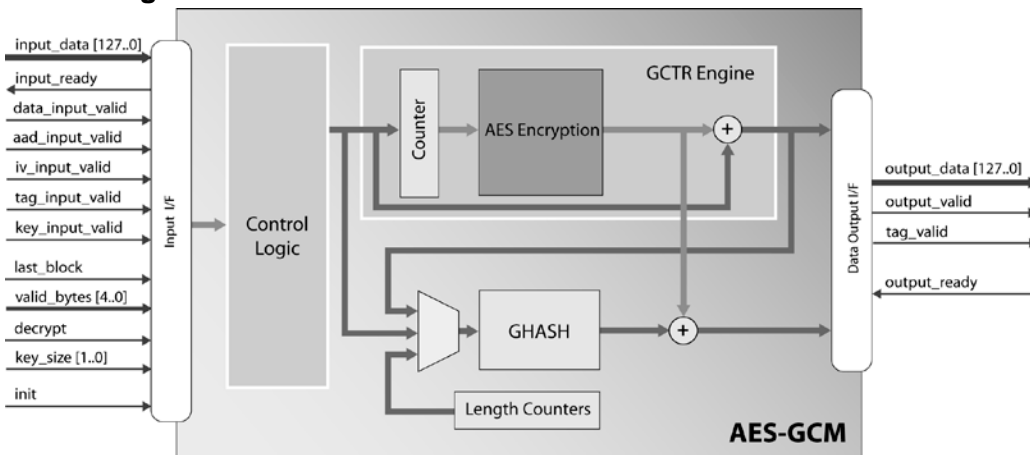 input_data [127..0]
input_ready
data_input_valid
aad_input_valid
iv_input_valid
tag_input_valid
key_input_valid
last_block
valid_bytes [4..0]
decrypt
key_size [1..0]
init
Input I/F
Control
Logic
GCTR Engine
Counter
AES Encryption
+
GHASH
+
Length Counters
Data Output I/F
output_data [127..0]
output_valid
tag_valid
output_ready
AES-GCM